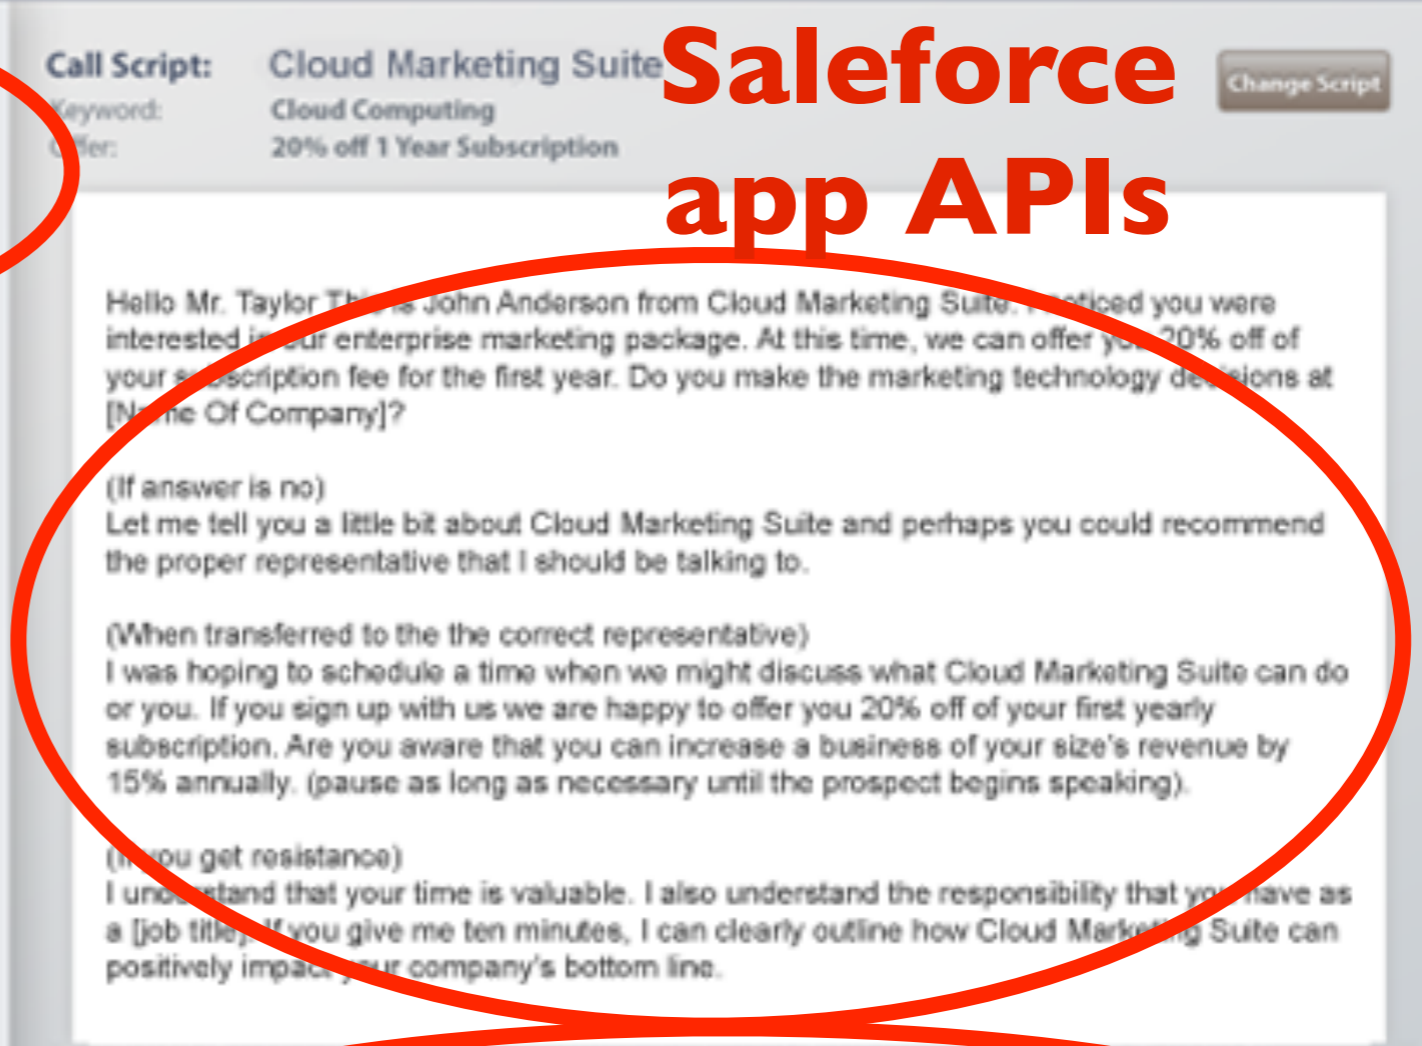 Call Script: Cloud Marketing Suite
Saleforce
app APIs
Change Script
Keyword: Cloud Computing
Offer: 20% off 1 Year Subscription
Hello Mr. Taylor This is John Anderson from Cloud Marketing Suite. I noticed you were
interested in our enterprise marketing package. At this time, we can offer you 20% off of
your subscription fee for the first year. Do you make the marketing technology decisions at
[Name Of Company]?
(If answer is no)
Let me tell you a little bit about Cloud Marketing Suite and perhaps you could recommend
the proper representative that I should be talking to.
(When transferred to the the correct representative)
I was hoping to schedule a time when we might discuss what Cloud Marketing Suite can do
or you. If you sign up with us we are happy to offer you 20% off of your first yearly
subscription. Are you aware that you can increase a business of your size's revenue by
15% annually. (pause as long as necessary until the prospect begins speaking).
(If you get resistance)
I understand that your time is valuable. I also understand the responsibility that you have as
a [job title]. If you give me ten minutes, I can clearly outline how Cloud Marketing Suite can
positively impact your company's bottom line.